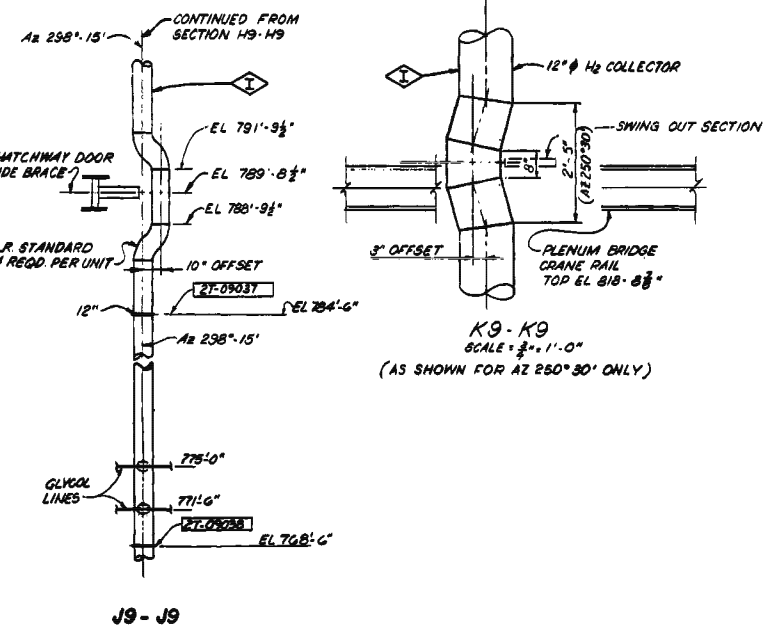 CONTINUED FROM
SECTION H9-H9
AZ 298°-15'
I
EL 791'-9½"
HATCHWAY DOOR
IDE BRACE
EL 789'-8½"
EL 788'-9½"
R. STANDARD
REQD. PER UNIT
10" OFFSET
2T-09037
12"
EL 784'-6"
AZ 298°-15'
775'-0"
GLYCOL
LINES
771'-6"
2T-09038
EL 768'-6"
J9-J9
I
12" ϕ H2 COLLECTOR
SWING OUT SECTION
8"
2'-5"
(AZ 250°30')
3" OFFSET
PLENUM BRIDGE
CRANE RAIL
TOP EL 818-8⅞"
K9-K9
SCALE = ¾" = 1'-0"
(AS SHOWN FOR AZ 250°30' ONLY)